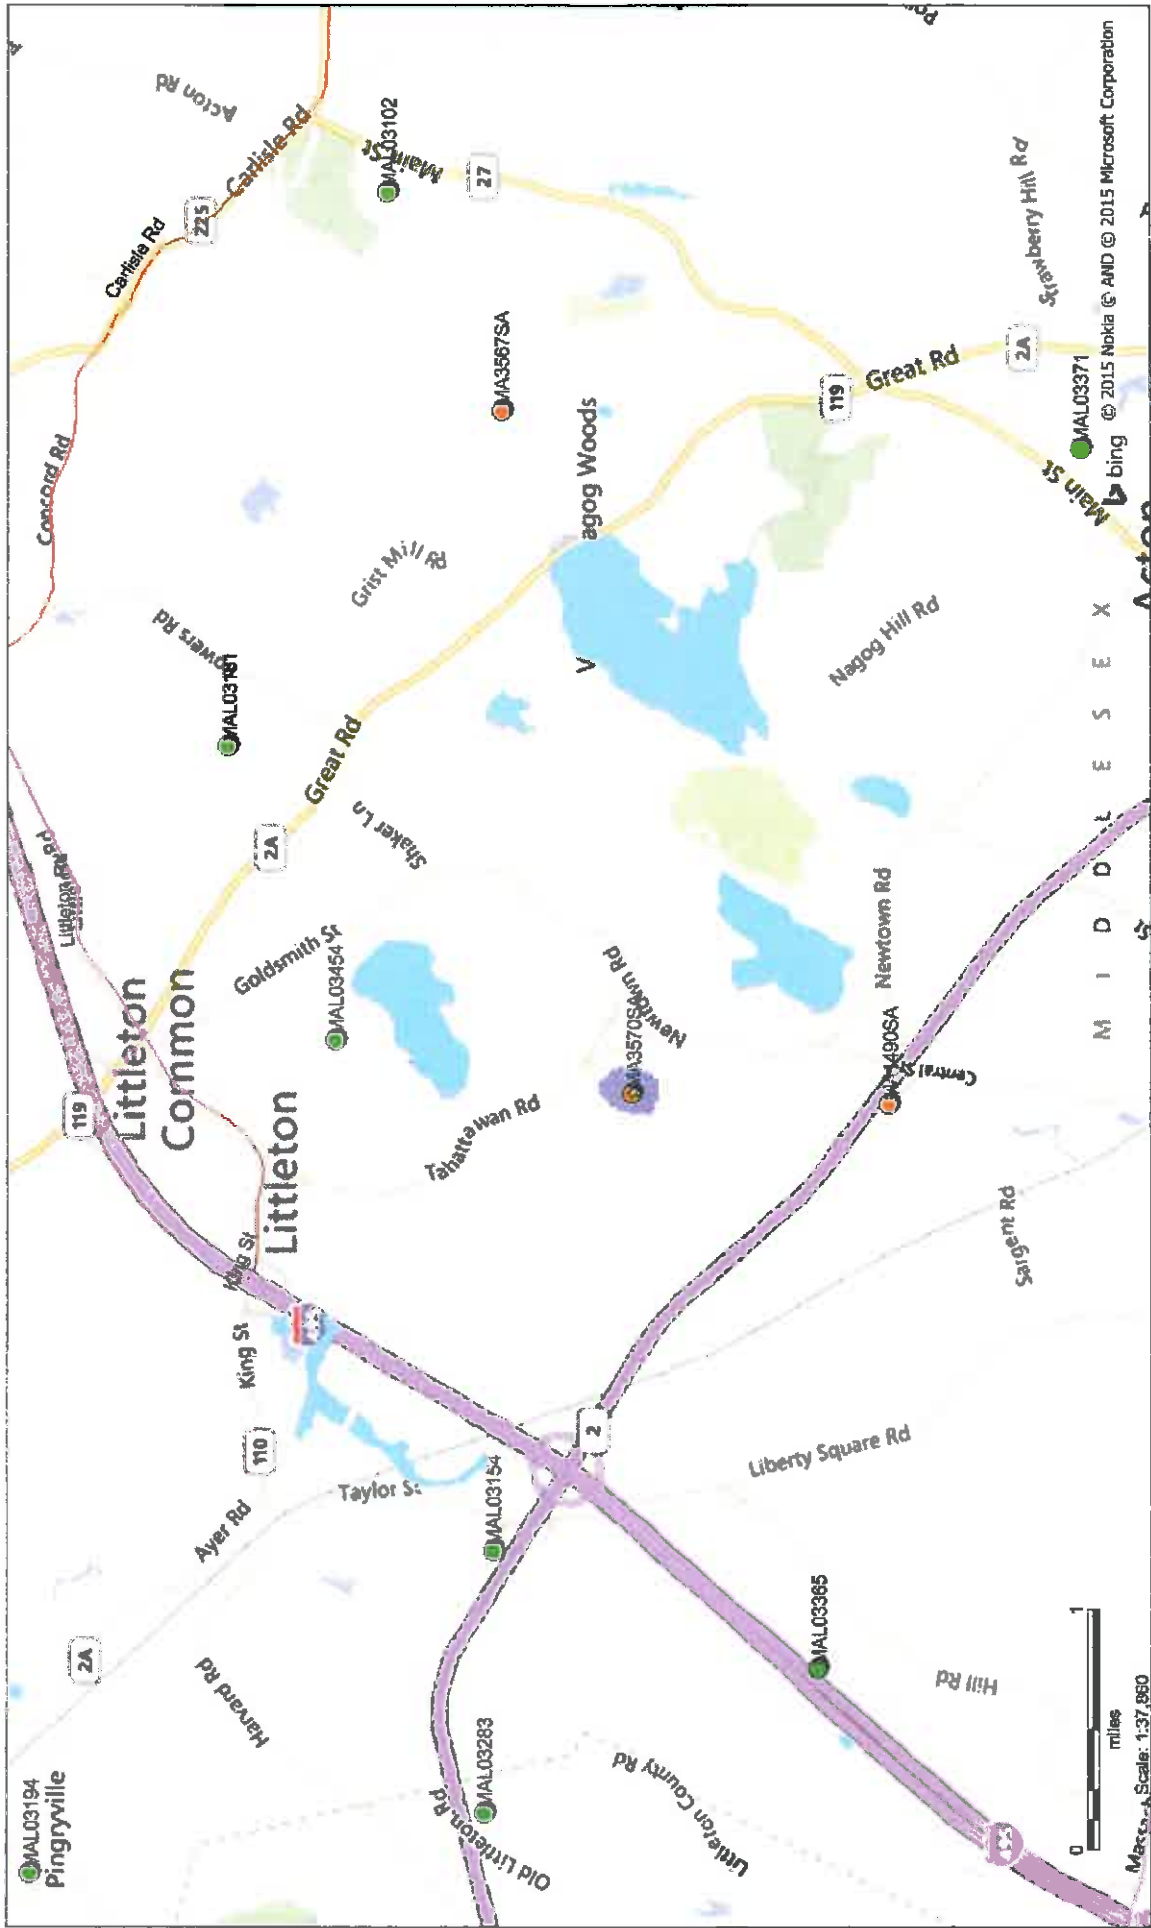 MAL03194
Pingryville
2A
Harvard Rd
Ayer Rd
110
King St
King St
Taylor St
MAL03154
MAL03283
Old Littleton Rd
Littleton County Rd
MAL03365
Hill Rd
Liberty Square Rd
2
Sargent Rd
119
Littleton
Common
Littleton
Tahattawan Rd
MAL03454
Goldsmith St
MA3570SA
Newtown Rd
Newtown Rd
Central St
Littleton Rd
2A
Shaker Ln
Great Rd
MAL03181
Grist Mill Rd
Concord Rd
Carlisle Rd
225
Carlisle Rd
Acton Rd
MAL03102
Main St
27
MA3567SA
agog Woods
Nagog Hill Rd
119
Great Rd
2A
Strawberry Hill Rd
Main St
MAL03371
Acton
M I D D L E S E X
St
0
1
miles
Scale: 1:37,860
bing
© 2015 Nokia © AND © 2015 Microsoft Corporation